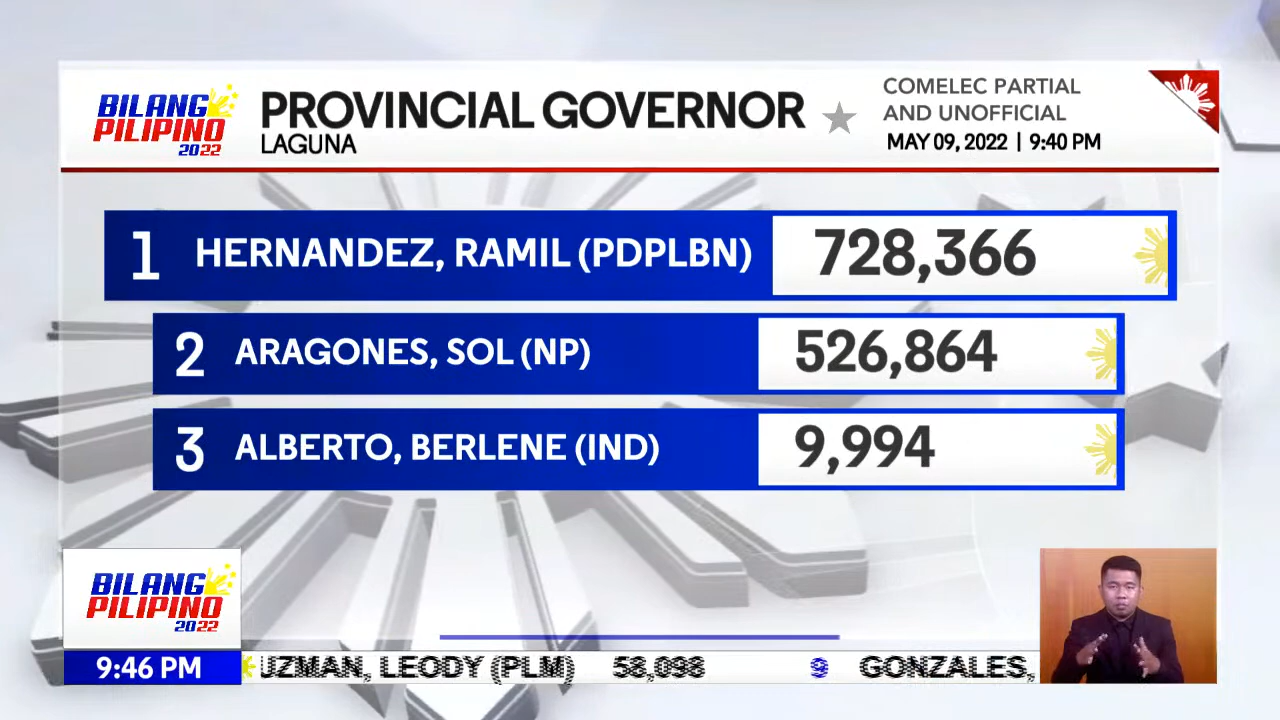 BILANG
PILIPINO
2022
PROVINCIAL GOVERNOR
LAGUNA
COMELEC PARTIAL
AND UNOFFICIAL
MAY 09, 2022 | 9:40 PM
1 HERNANDEZ, RAMIL (PDPLBN) 728,366
2 ARAGONES, SOL (NP) 526,864
3 ALBERTO, BERLENE (IND) 9,994
BILANG
PILIPINO
2022
9:46 PM UZMAN, LEODY (PLM) 58,098 9 GONZALES,